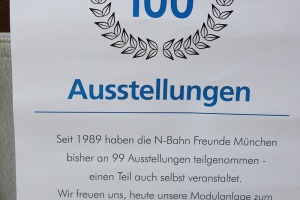 100
Ausstellungen
Seit 1989 haben die N-Bahn Freunde München
bisher an 99 Ausstellungen teilgenommen -
einen Teil auch selbst veranstaltet.
Wir freuen uns, heute unsere Modulanlage zum